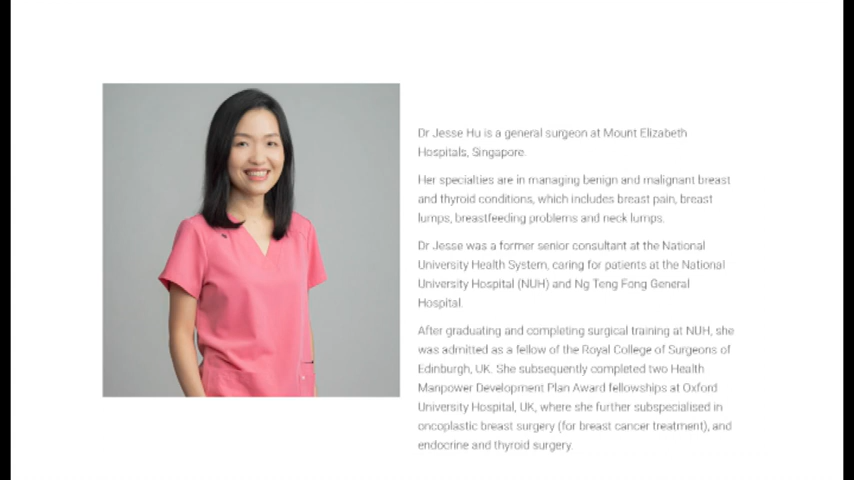 Dr Jesse Hu is a general surgeon at Mount Elizabeth
Hospitals, Singapore.
Her specialties are in managing benign and malignant breast
and thyroid conditions, which includes breast pain, breast
lumps, breastfeeding problems and neck lumps.
Dr Jesse was a former senior consultant at the National
University Health System, caring for patients at the National
University Hospital (NUH) and Ng Teng Fong General
Hospital.
After graduating and completing surgical training at NUH, she
was admitted as a fellow of the Royal College of Surgeons of
Edinburgh, UK. She subsequently completed two Health
Manpower Development Plan Award fellowships at Oxford
University Hospital, UK, where she further subspecialised in
oncoplastic breast surgery (for breast cancer treatment), and
endocrine and thyroid surgery.